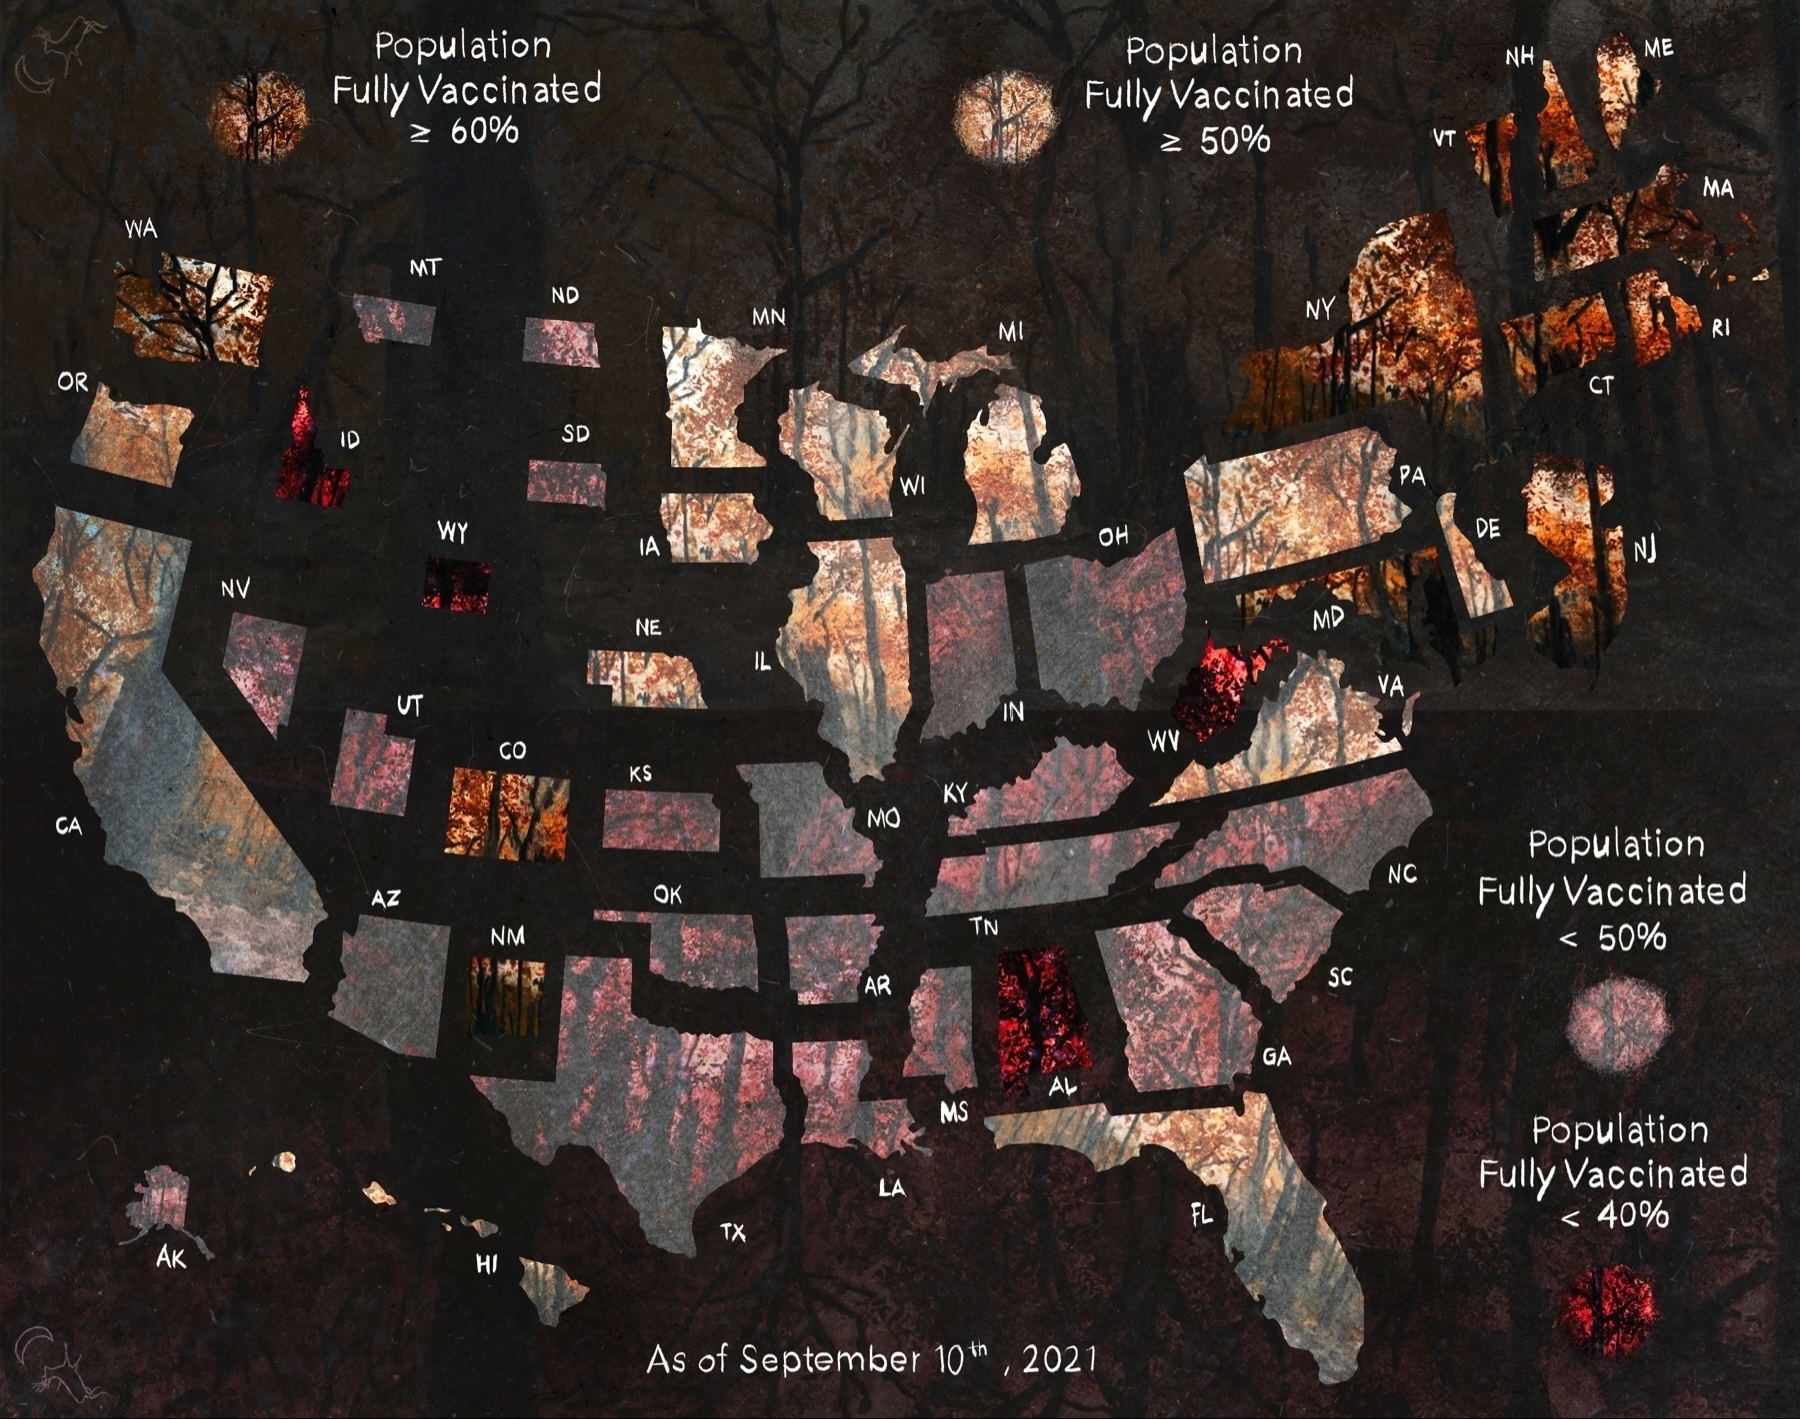 Population
Fully Vaccinated
≥ 60%
Population
Fully Vaccinated
≥ 50%
NH
ME
VT
MA
WA
MT
ND
MN
MI
NY
RI
OR
ID
SD
CT
WI
PA
WY
IA
OH
DE
NJ
NV
NE
IL
MD
UT
IN
WV
VA
CO
KS
CA
KY
MO
AZ
OK
NC
NM
TN
AR
SC
GA
AL
MS
LA
FL
TX
AK
HI
Population
Fully Vaccinated
< 50%
Population
Fully Vaccinated
< 40%
As of September 10th, 2021